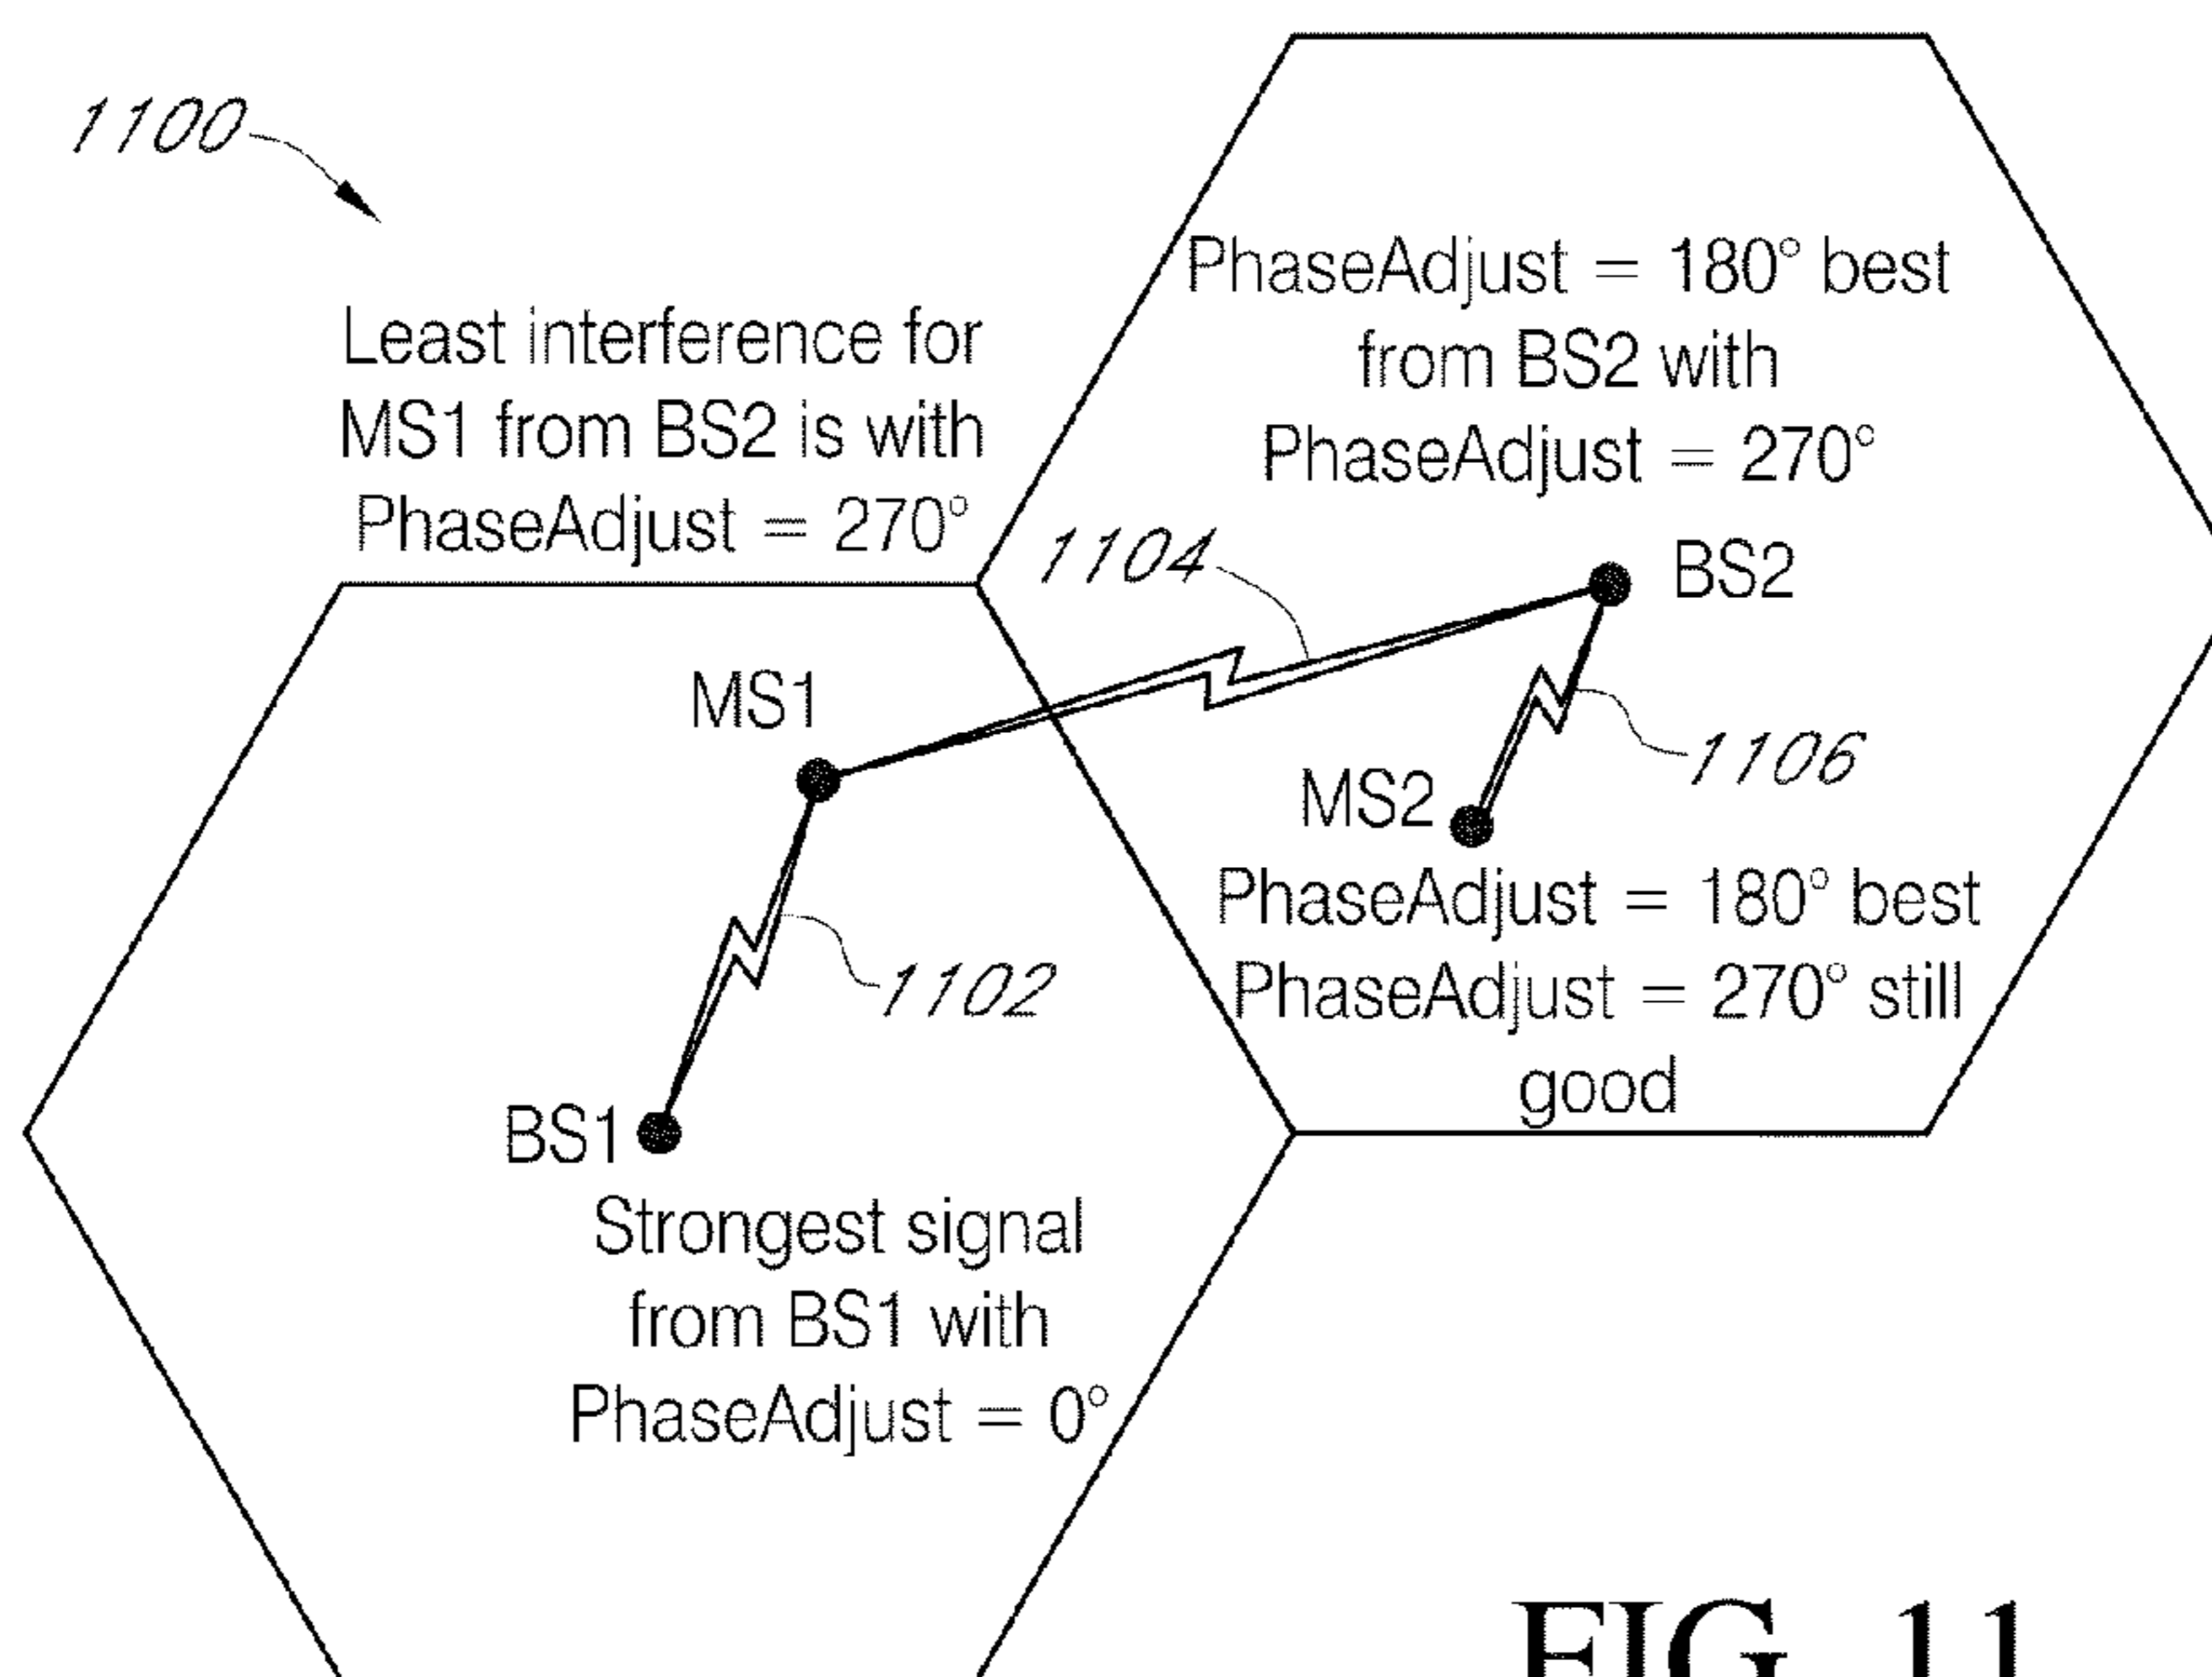 1100
PhaseAdjust = 180° best
from BS2 with
PhaseAdjust = 270°
Least interference for
MS1 from BS2 is with
PhaseAdjust = 270°
1104
BS2
MS1
1106
MS2
PhaseAdjust = 180° best
PhaseAdjust = 270° still
good
1102
BS1
Strongest signal
from BS1 with
PhaseAdjust = 0°
FIG. 11